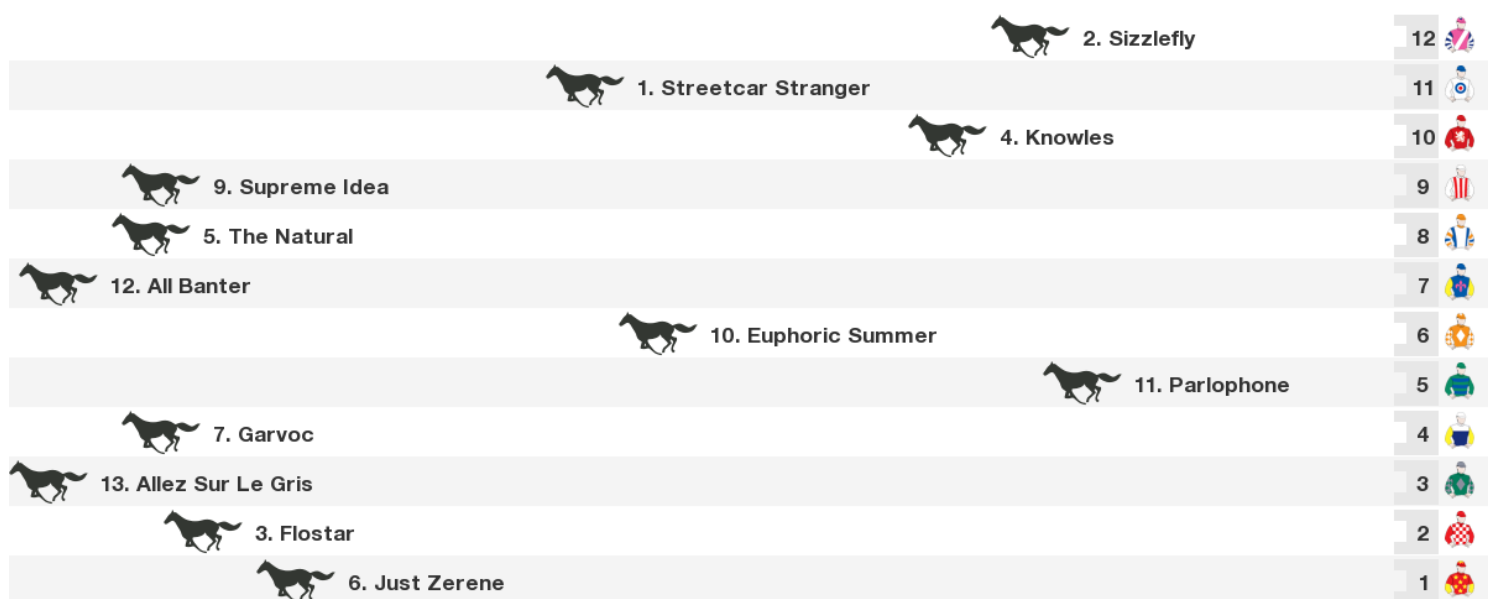 2. Sizzlefly 12
1. Streetcar Stranger 11
4. Knowles 10
9. Supreme Idea 9
5. The Natural 8
12. All Banter 7
10. Euphoric Summer 6
11. Parlophone 5
7. Garvoc 4
13. Allez Sur Le Gris 3
3. Flostar 2
6. Just Zerene 1